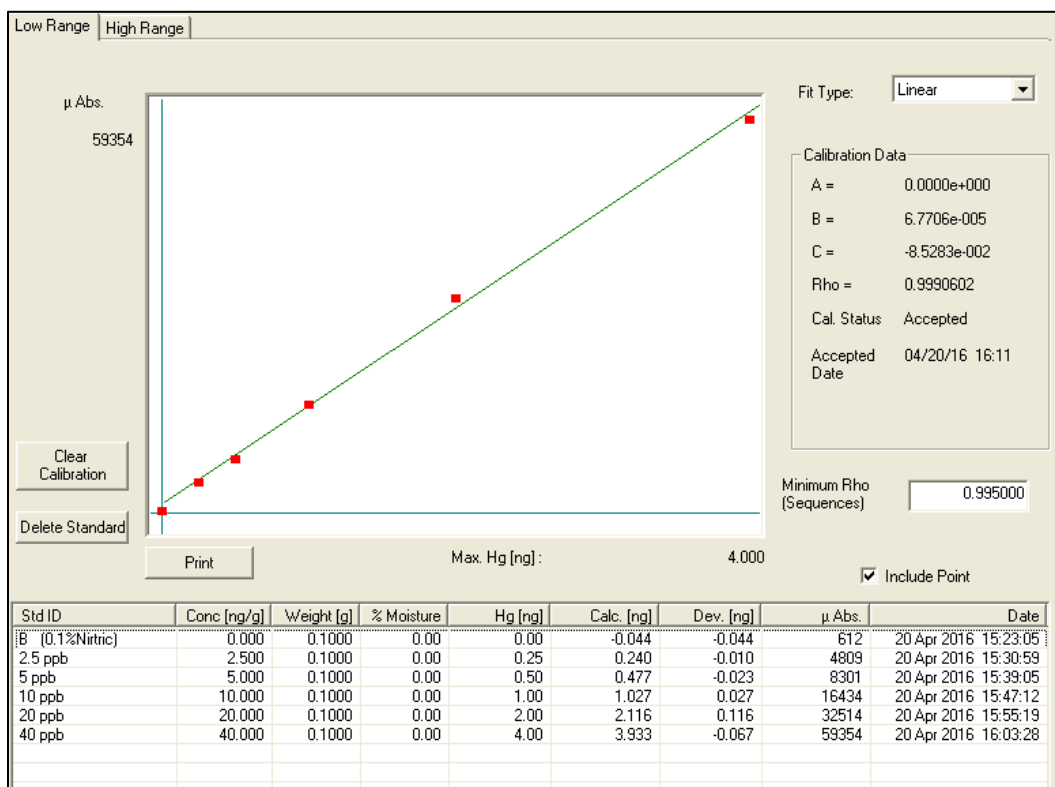 Low Range High Range
µ Abs.
59354
Fit Type: Linear
Calibration Data
A = 0.0000e+000
B = 6.7706e-005
C = -8.5283e-002
Rho = 0.9990602
Cal. Status Accepted
Accepted Date 04/20/16 16:11
Clear
Calibration
Delete Standard
Minimum Rho
(Sequences) 0.995000
Print
Max. Hg [ng] : 4.000
Include Point
Std ID Conc [ng/g] Weight [g] % Moisture Hg [ng] Calc. [ng] Dev. [ng] µ Abs. Date
B (0.1%Nirtric) 0.000 0.1000 0.00 0.00 -0.044 -0.044 612 20 Apr 2016 15:23:05
2.5 ppb 2.500 0.1000 0.00 0.25 0.240 -0.010 4809 20 Apr 2016 15:30:59
5 ppb 5.000 0.1000 0.00 0.50 0.477 -0.023 8301 20 Apr 2016 15:39:05
10 ppb 10.000 0.1000 0.00 1.00 1.027 0.027 16434 20 Apr 2016 15:47:12
20 ppb 20.000 0.1000 0.00 2.00 2.116 0.116 32514 20 Apr 2016 15:55:19
40 ppb 40.000 0.1000 0.00 4.00 3.933 -0.067 59354 20 Apr 2016 16:03:28